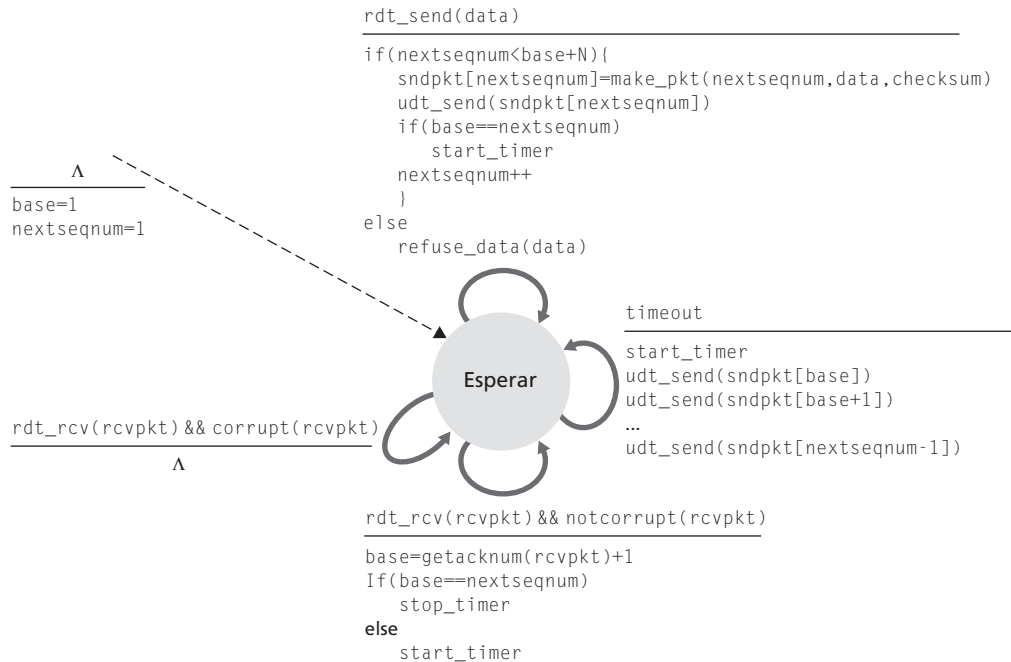 rdt_send(data)
if(nextseqnum<base+N){
sndpkt[nextseqnum]=make_pkt(nextseqnum,data,checksum)
udt_send(sndpkt[nextseqnum])
if(base==nextseqnum)
start_timer
nextseqnum++
}
else
refuse_data(data)
Λ
base=1
nextseqnum=1
Esperar
timeout
start_timer
udt_send(sndpkt[base])
udt_send(sndpkt[base+1])
...
udt_send(sndpkt[nextseqnum-1])
rdt_rcv(rcvpkt) && corrupt(rcvpkt)
Λ
rdt_rcv(rcvpkt) && notcorrupt(rcvpkt)
base=getacknum(rcvpkt)+1
If(base==nextseqnum)
stop_timer
else
start_timer